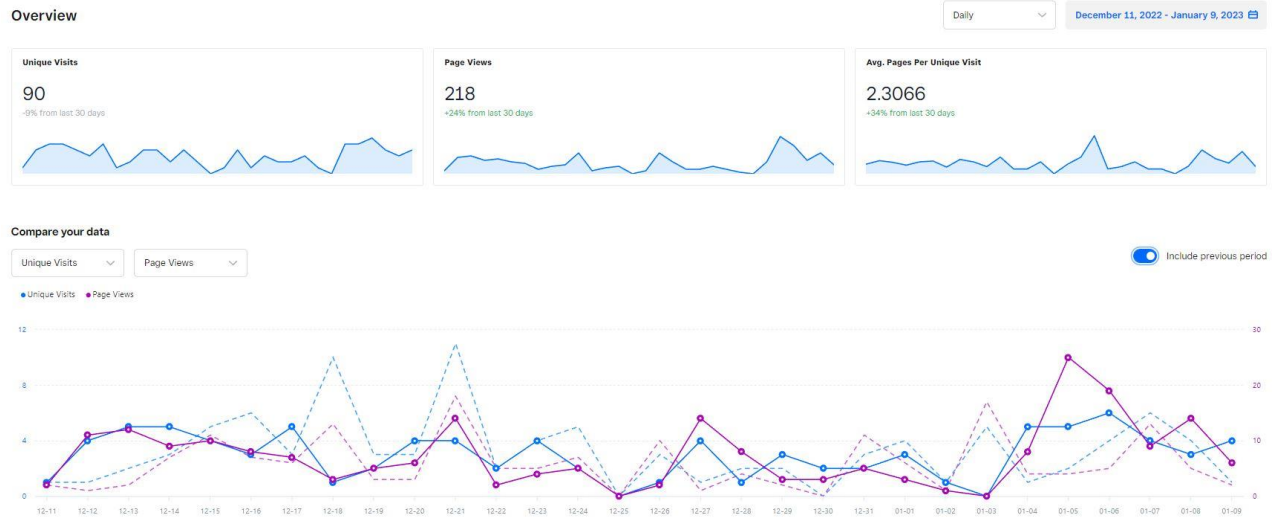 Overview
Daily
December 11, 2022 - January 9, 2023
Unique Visits
90
-9% from last 30 days
Page Views
218
+24% from last 30 days
Avg. Pages Per Unique Visit
2.3066
+34% from last 30 days
Compare your data
Unique Visits
Page Views
Include previous period
Unique Visits Page Views
12 30
8 20
4 10
0 0
12-11 12-12 12-13 12-14 12-15 12-16 12-17 12-18 12-19 12-20 12-21 12-22 12-23 12-24 12-25 12-26 12-27 12-28 12-29 12-30 12-31 01-01 01-02 01-03 01-04 01-05 01-06 01-07 01-08 01-09